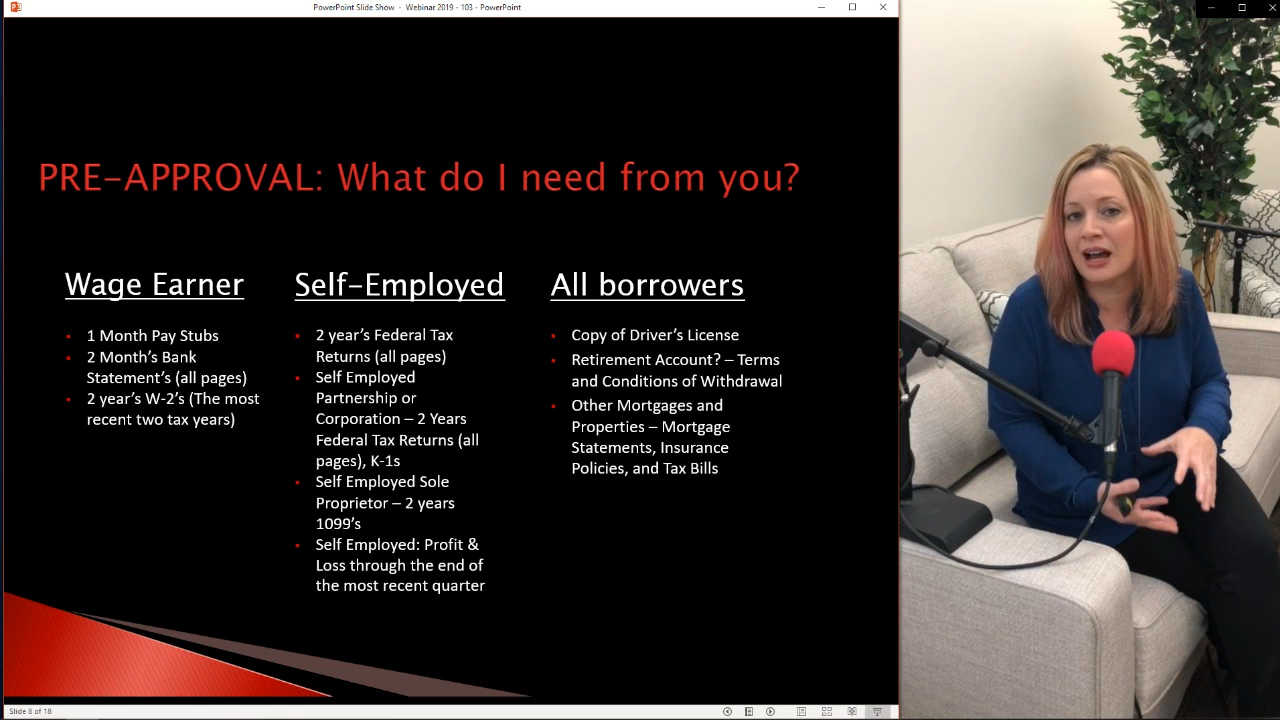 PowerPoint Slide Show - Webinar 2019 - 103 - PowerPoint
PRE-APPROVAL: What do I need from you?
Wage Earner
1 Month Pay Stubs
2 Month's Bank
Statement's (all pages)
2 year's W-2's (The most
recent two tax years)
Self-Employed
2 year's Federal Tax
Returns (all pages)
Self Employed
Partnership or
Corporation – 2 Years
Federal Tax Returns (all
pages), K-1s
Self Employed Sole
Proprietor – 2 years
1099's
Self Employed: Profit &
Loss through the end of
the most recent quarter
All borrowers
Copy of Driver's License
Retirement Account? – Terms
and Conditions of Withdrawal
Other Mortgages and
Properties – Mortgage
Statements, Insurance
Policies, and Tax Bills
Slide 8 of 18